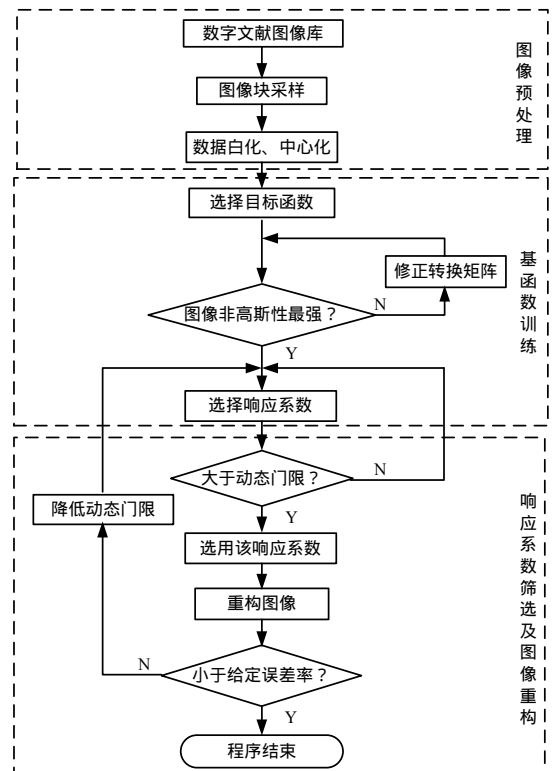 数字文献图像库
图像块采样
数据白化、中心化
图像预处理
选择目标函数
修正转换矩阵
图像非高斯性最强？
N
Y
基函数训练
选择响应系数
大于动态门限？
N
降低动态门限
Y
选用该响应系数
重构图像
小于给定误差率？
N
Y
程序结束
响应系数筛选及图像重构